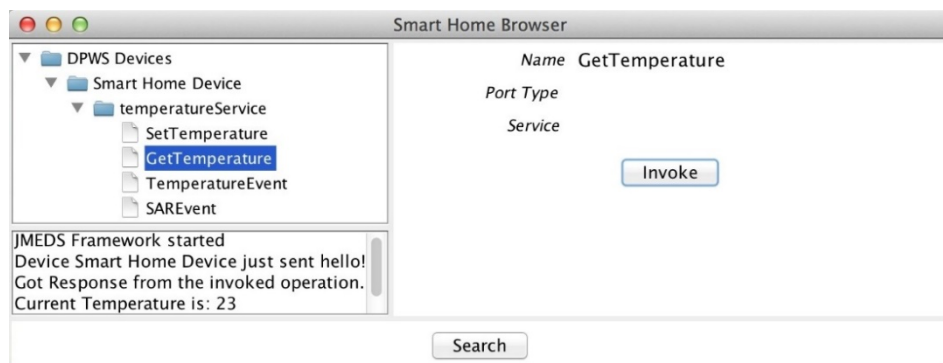 Smart Home Browser
DPWS Devices
Smart Home Device
temperatureService
SetTemperature
GetTemperature
TemperatureEvent
SAREvent
JMEDS Framework started
Device Smart Home Device just sent hello!
Got Response from the invoked operation.
Current Temperature is: 23
Name GetTemperature
Port Type
Service
Invoke
Search